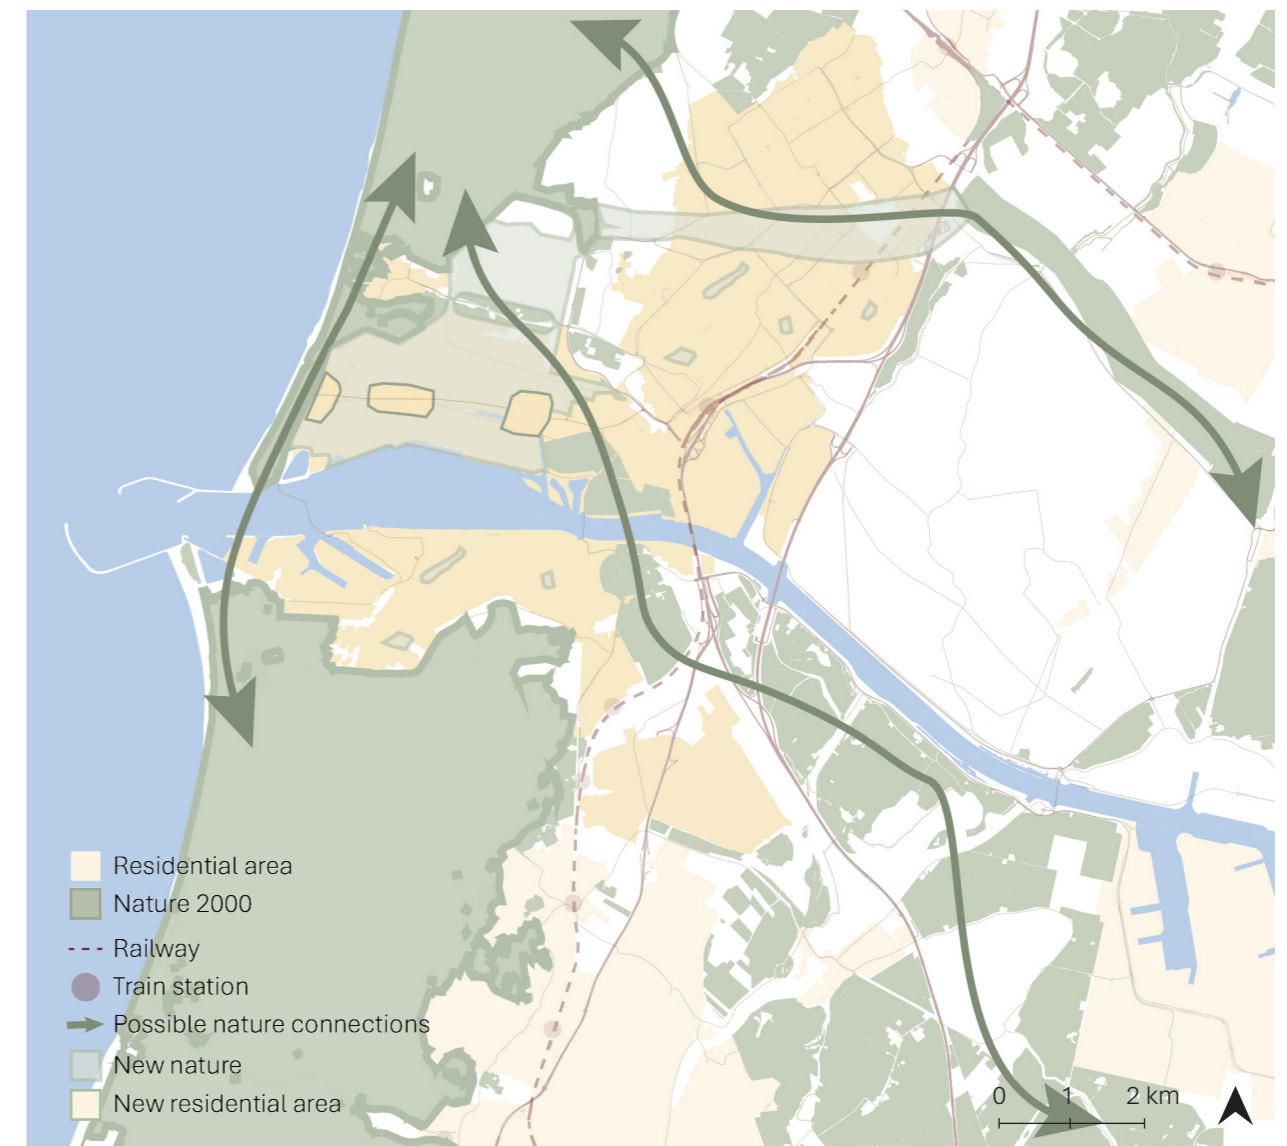 Residential area
Nature 2000
Railway
Train station
Possible nature connections
New nature
New residential area
0 1 2 km